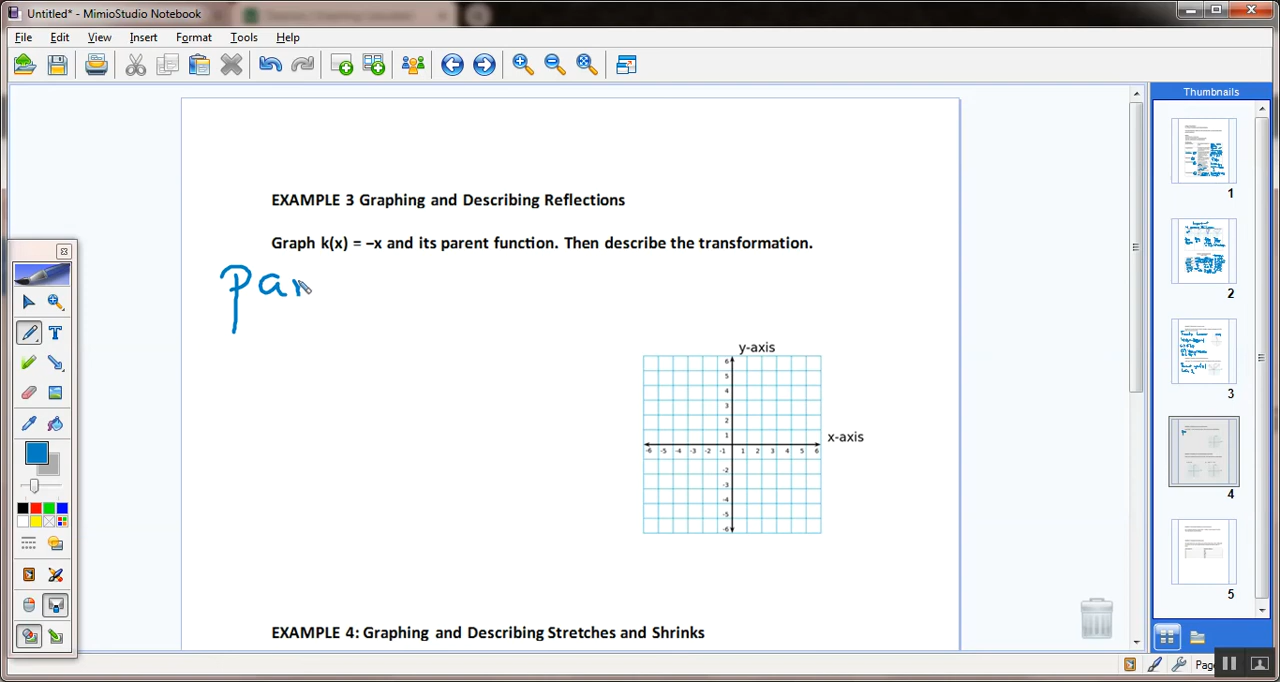 Untitled* - MimioStudio Notebook
File Edit View Insert Format Tools Help
Thumbnails
EXAMPLE 3 Graphing and Describing Reflections
Graph k(x) = –x and its parent function. Then describe the transformation.
Par
y-axis
6
5
4
3
2
1
x-axis
-6 -5 -4 -3 -2 -1 1 2 3 4 5 6
-2
-3
-4
-5
-6
EXAMPLE 4: Graphing and Describing Stretches and Shrinks
1
2
3
4
5
Page